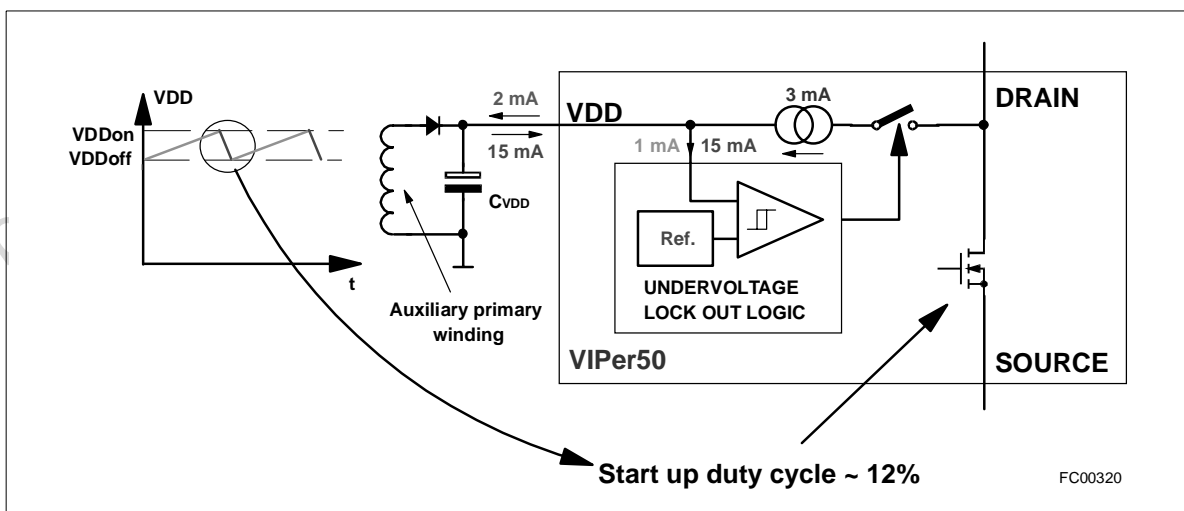 VDD
VDDon
VDDoff
t
2 mA
15 mA
CVDD
Auxiliary primary
winding
VDD
3 mA
DRAIN
1 mA
15 mA
Ref.
UNDERVOLTAGE
LOCK OUT LOGIC
VIPer50
SOURCE
Start up duty cycle ~ 12%
FC00320